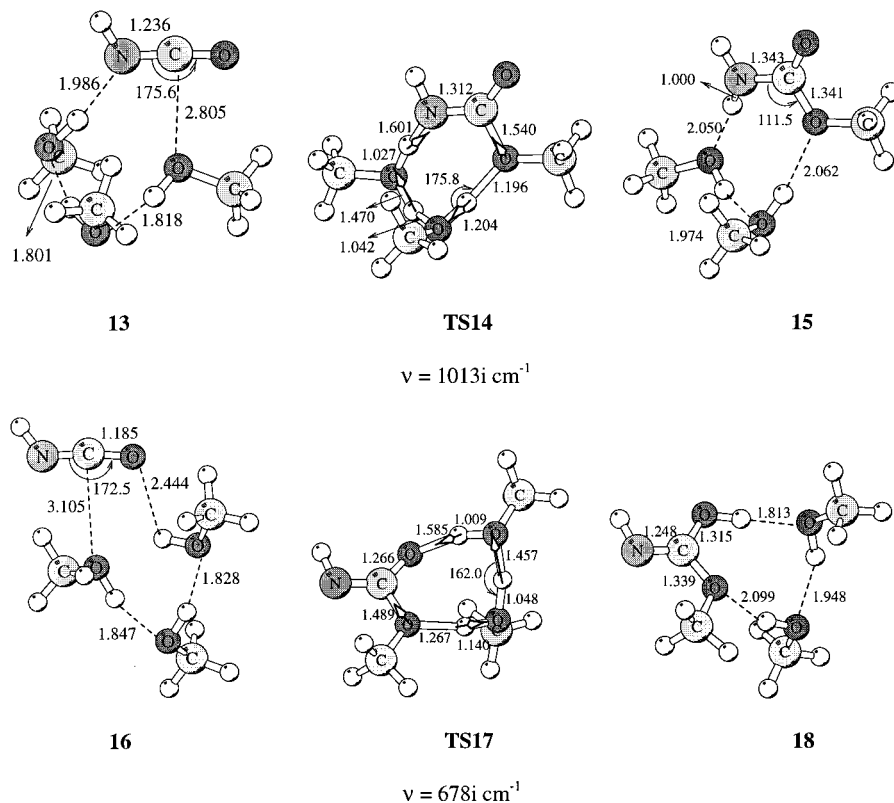 1.236
N C O
1.986
175.6
2.805
O
C
O
C
C
1.818
O
1.801
13
O
1.312
N C
1.601
1.540
1.027
C
O
O
C
175.8
1.196
1.470
O
1.042
C
1.204
TS14
O
1.343
1.000
N
C
1.341
111.5
O
C
2.050
O
2.062
C
O
C
1.974
15
ν = 1013i cm-1
1.185
N C O
172.5
2.444
3.105
C
O
C
O
1.828
1.847
O
C
16
C
1.009
1.585
O
O
1.266
1.457
N
C
162.0
1.489
1.048
O
O
C
1.267
1.140
C
TS17
O
1.813
C
1.248
1.315
O
N
C
1.339
O
2.099
1.948
C
O
C
18
ν = 678i cm-1